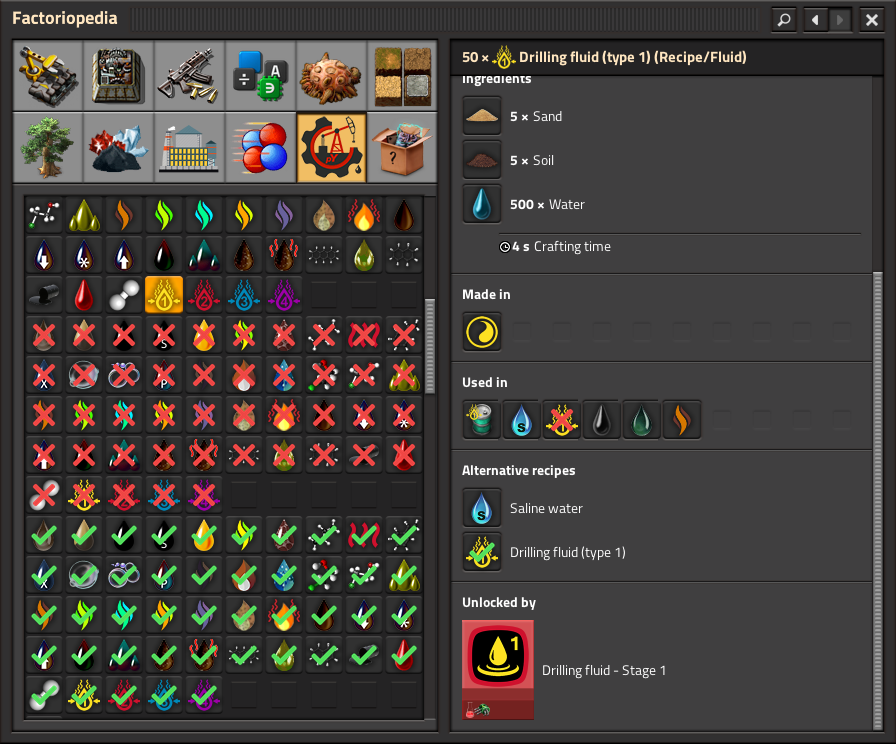 Factoriopedia
50 × Drilling fluid (type 1) (Recipe/Fluid)
Ingredients
5 × Sand
5 × Soil
500 × Water
4 s Crafting time
Made in
Used in
Alternative recipes
Saline water
Drilling fluid (type 1)
Unlocked by
1
Drilling fluid - Stage 1